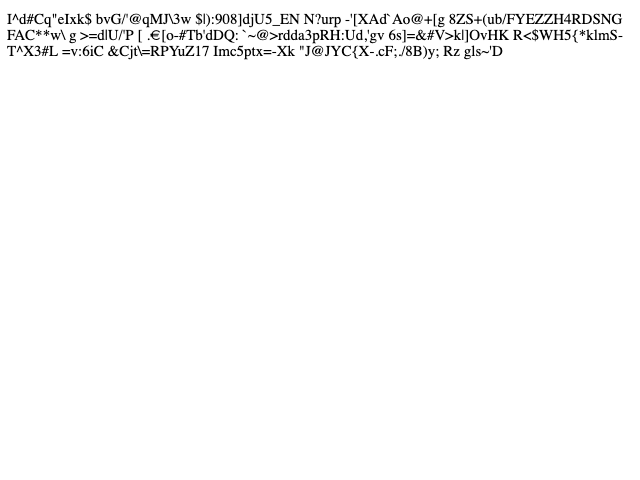 I^d#Cq"eIxk$ bvG/'@qMJ\3w $|):908]djU5_EN N?urp -'[XAd`Ao@+[g 8ZS+(ub/FYEZZH4RDSNG
FAC**w\ g >=d|U/'P [ .€[o-#Tb'dDQ: `~@>rdda3pRH:Ud,'gv 6s]=&#V>k|]OvHK R<$WH5{*klmS-
T^X3#L =v:6iC &Cjt\=RPYuZ17 Imc5ptx=-Xk "J@JYC{X-.cF;./8B)y; Rz gls~'D